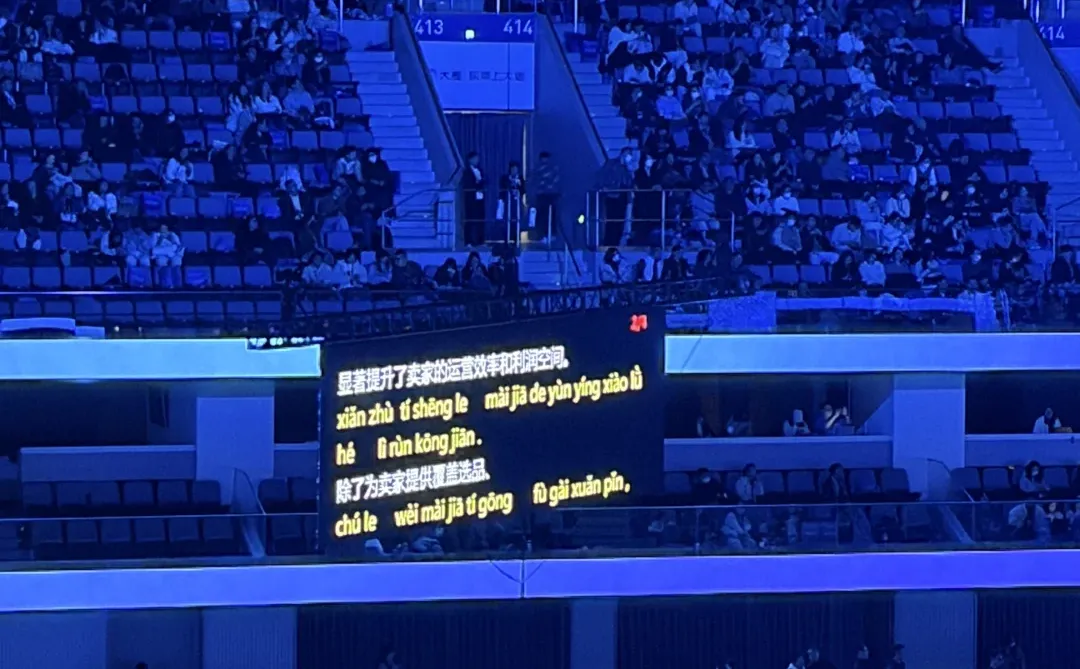 413 414
414
显著提升了卖家的运营效率和利润空间。
xiǎn zhù tí shēng le mài jiā de yùn yíng xiào lǜ
hé lì rùn kōng jiān .
除了为卖家提供覆盖选品、
chú le wèi mài jiā tí gōng fù gài xuǎn pǐn ,